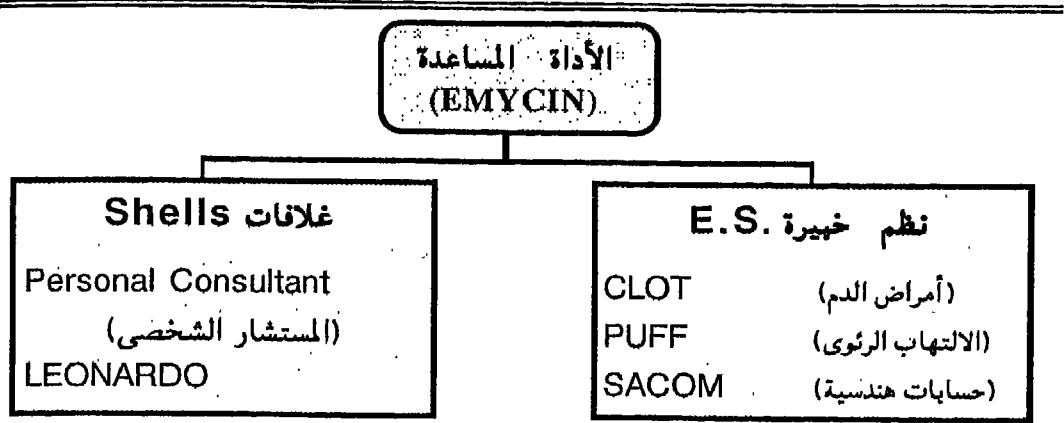 الأداة المساعدة
(EMYCIN)
نظم خبيرة E.S.
CLOT (أمراض الدم)
PUFF (الالتهاب الرئوى)
SACOM (حسابات هندسية)
غلافات Shells
Personal Consultant
(المستشار الشخصى)
LEONARDO